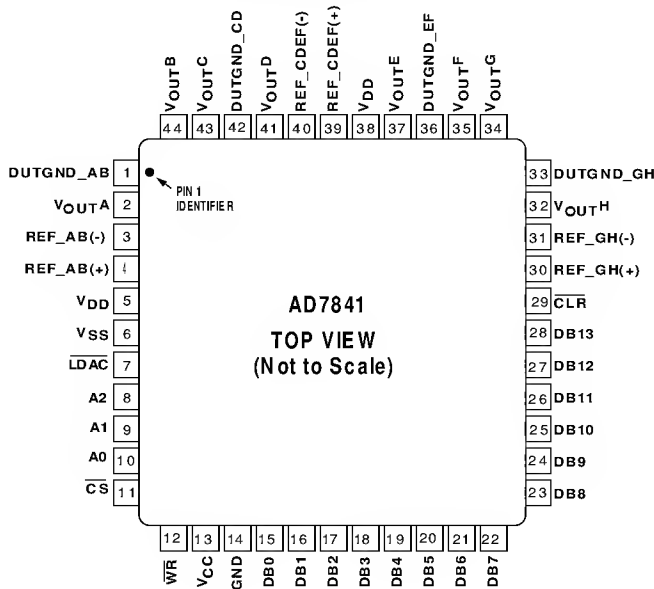 VOUTB
VOUTC
DUTGND_CD
VOUTD
REF_CDEF(-)
REF_CDEF(+)
VDD
VOUTE
DUTGND_EF
VOUTF
VOUTG
44 43 42 41 40 39 38 37 36 35 34
DUTGND_AB 1
VOUTA 2
REF_AB(-) 3
REF_AB(+) 4
VDD 5
VSS 6
LDAC 7
A2 8
A1 9
A0 10
CS 11
PIN 1
IDENTIFIER
AD7841
TOP VIEW
(Not to Scale)
33 DUTGND_GH
32 VOUTH
31 REF_GH(-)
30 REF_GH(+)
29 CLR
28 DB13
27 DB12
26 DB11
25 DB10
24 DB9
23 DB8
12 13 14 15 16 17 18 19 20 21 22
WR
VCC
GND
DB0
DB1
DB2
DB3
DB4
DB5
DB6
DB7